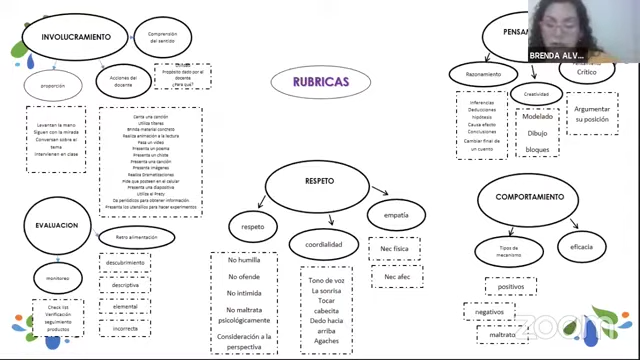 INVOLUCRAMIENTO
Comprensión
del sentido
proporción
Acciones del
docente
Propósito dado por el
docente
¿Para qué?
Levantan la mano
Siguen con la mirada
Conversan sobre el
tema
Intervienen en clase
Canta una canción
Utiliza títeres
Brinda material concreto
Realiza animación a la lectura
Pasa un video
Presenta un poema
Presenta un chiste
Presenta una canción
Presenta imágenes
Realiza dramatizaciones
Pide que postean en el celular
Presenta una diapositiva
Utiliza el Prezy
Da periódicos para obtener información
Presenta los utensilios para hacer experimentos
RUBRICAS
PENSAM
BRENDA ALV...
Razonamiento
Creatividad
Crítico
Inferencias
Deducciones
hipótesis
Causa efecto
Conclusiones
Cambiar final de
un cuento
Modelado
Dibujo
bloques
Argumentar
su posición
RESPETO
respeto
coordialidad
empatía
No humilla
No ofende
No intimida
No maltrata
psicológicamente
Consideración a la
perspectiva
Tono de voz
La sonrisa
Tocar
cabecita
Dedo hacia
arriba
Agaches
Nec física
Nec afec
EVALUACION
Retro alimentación
monitoreo
Check list
Verificación
seguimiento
productos
descubrimiento
descriptiva
elemental
incorrecta
COMPORTAMIENTO
Tipos de
mecanismo
eficacia
positivos
negativos
maltrato
zoom